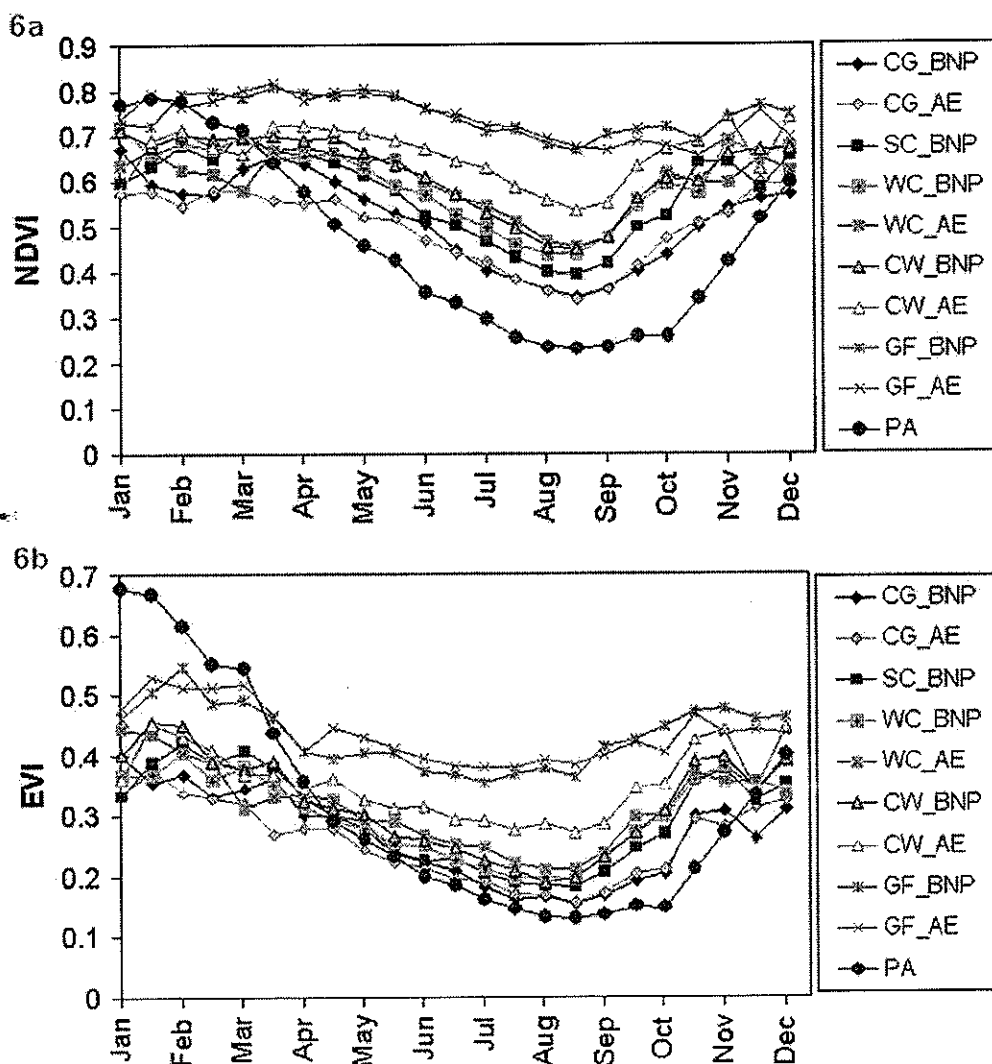 6a
NDVI
0.9
0.8
0.7
0.6
0.5
0.4
0.3
0.2
0.1
0
Jan
Feb
Mar
Apr
May
Jun
Jul
Aug
Sep
Oct
Nov
Dec
CG_BNP
CG_AE
SC_BNP
WC_BNP
WC_AE
CW_BNP
CW_AE
GF_BNP
GF_AE
PA
6b
EVI
0.7
0.6
0.5
0.4
0.3
0.2
0.1
0
Jan
Feb
Mar
Apr
May
Jun
Jul
Aug
Sep
Oct
Nov
Dec
CG_BNP
CG_AE
SC_BNP
WC_BNP
WC_AE
CW_BNP
CW_AE
GF_BNP
GF_AE
PA